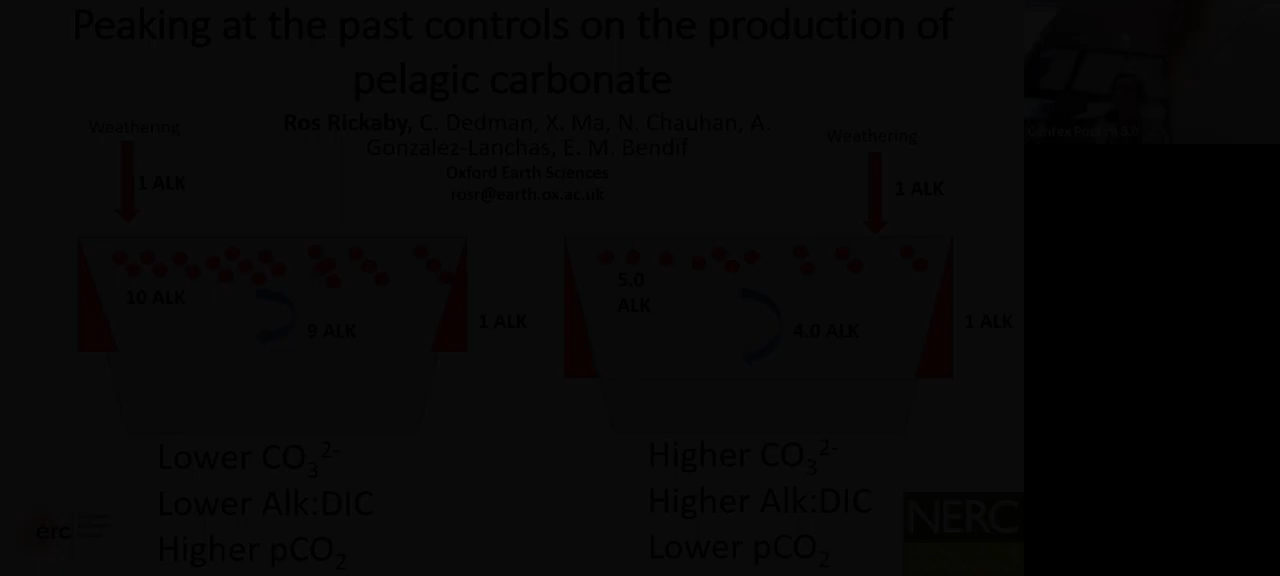 Peaking at the past controls on the production of
pelagic carbonate
Ros Rickaby, C. Dedman, X. Ma, N. Chauhan, A.
Gonzalez-Lanchas, E. M. Bendif
Oxford Earth Sciences
rosr@earth.ox.ac.uk
Weathering
1 ALK
10 ALK
9 ALK
1 ALK
Lower CO₃²⁻
Lower Alk:DIC
Higher pCO₂
Weathering
1 ALK
5.0
ALK
4.0 ALK
1 ALK
Higher CO₃²⁻
Higher Alk:DIC
Lower pCO₂
erc
NERC